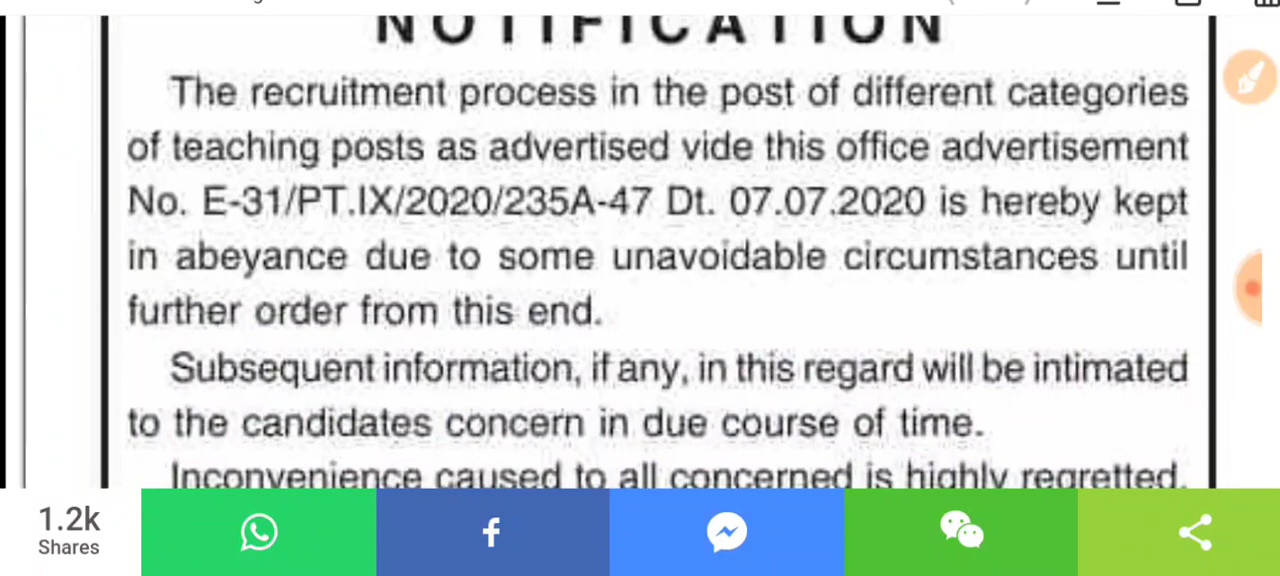 NOTIFICATION
The recruitment process in the post of different categories
of teaching posts as advertised vide this office advertisement
No. E-31/PT.IX/2020/235A-47 Dt. 07.07.2020 is hereby kept
in abeyance due to some unavoidable circumstances until
further order from this end.
Subsequent information, if any, in this regard will be intimated
to the candidates concern in due course of time.
Inconvenience caused to all concerned is highly regretted.
1.2k
Shares